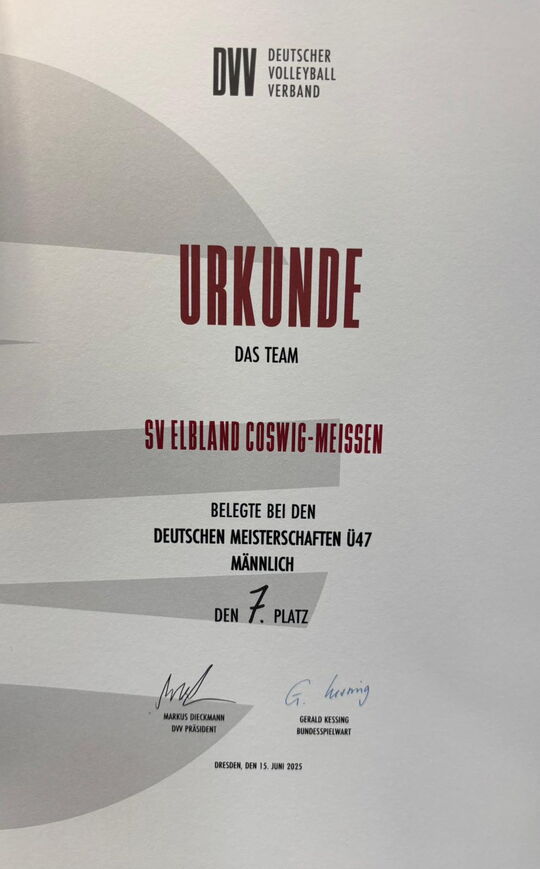 DVV DEUTSCHER
VOLLEYBALL
VERBAND
URKUNDE
DAS TEAM
SV ELBLAND COSWIG-MEISSEN
BELEGTE BEI DEN
DEUTSCHEN MEISTERSCHAFTEN Ü47
MÄNNLICH
DEN 7. PLATZ
G. Kessing
MARKUS DIECKMANN
DVV PRÄSIDENT
GERALD KESSING
BUNDESSPIELWART
DRESDEN, DEN 15. JUNI 2025